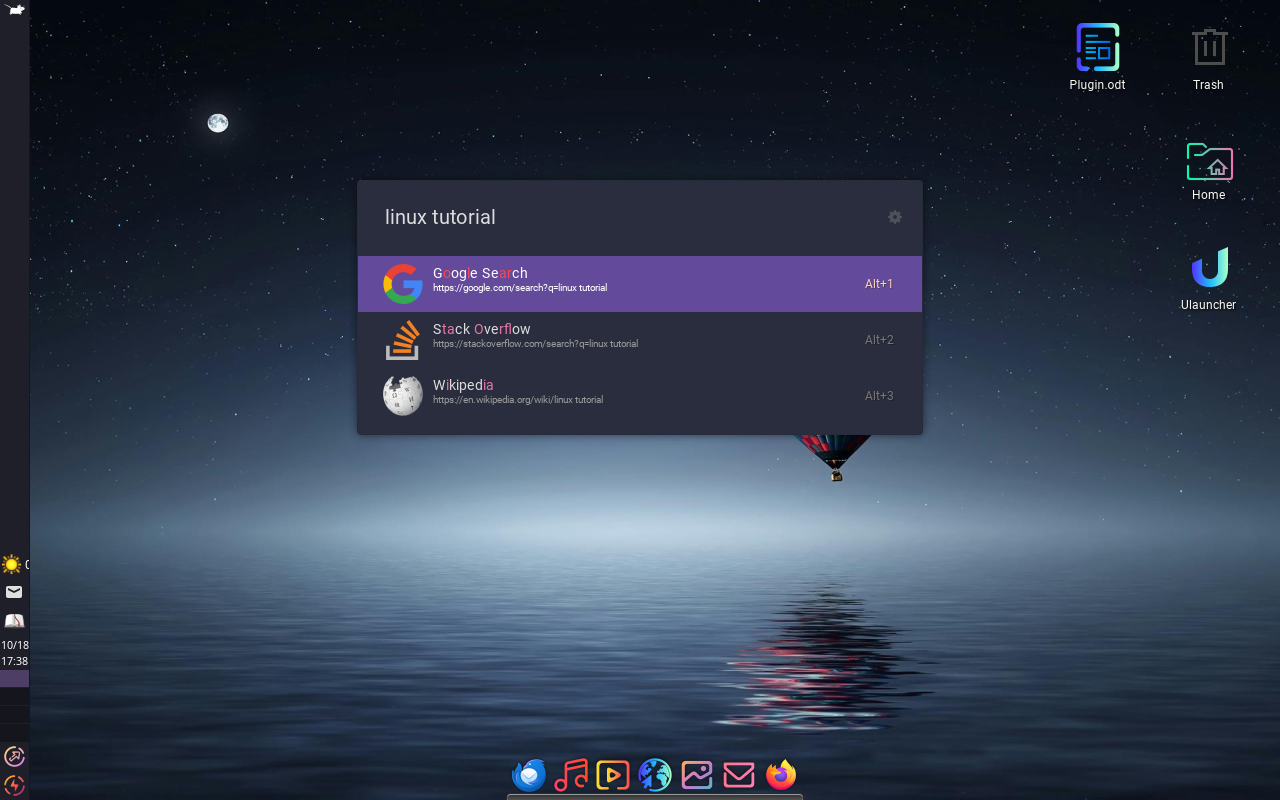 Plugin.odt
Trash
Home
Ulauncher
linux tutorial
Google Search
https://google.com/search?q=linux tutorial
Alt+1
Stack Overflow
https://stackoverflow.com/search?q=linux tutorial
Alt+2
Wikipedia
https://en.wikipedia.org/wiki/linux tutorial
Alt+3
10/18
17:38